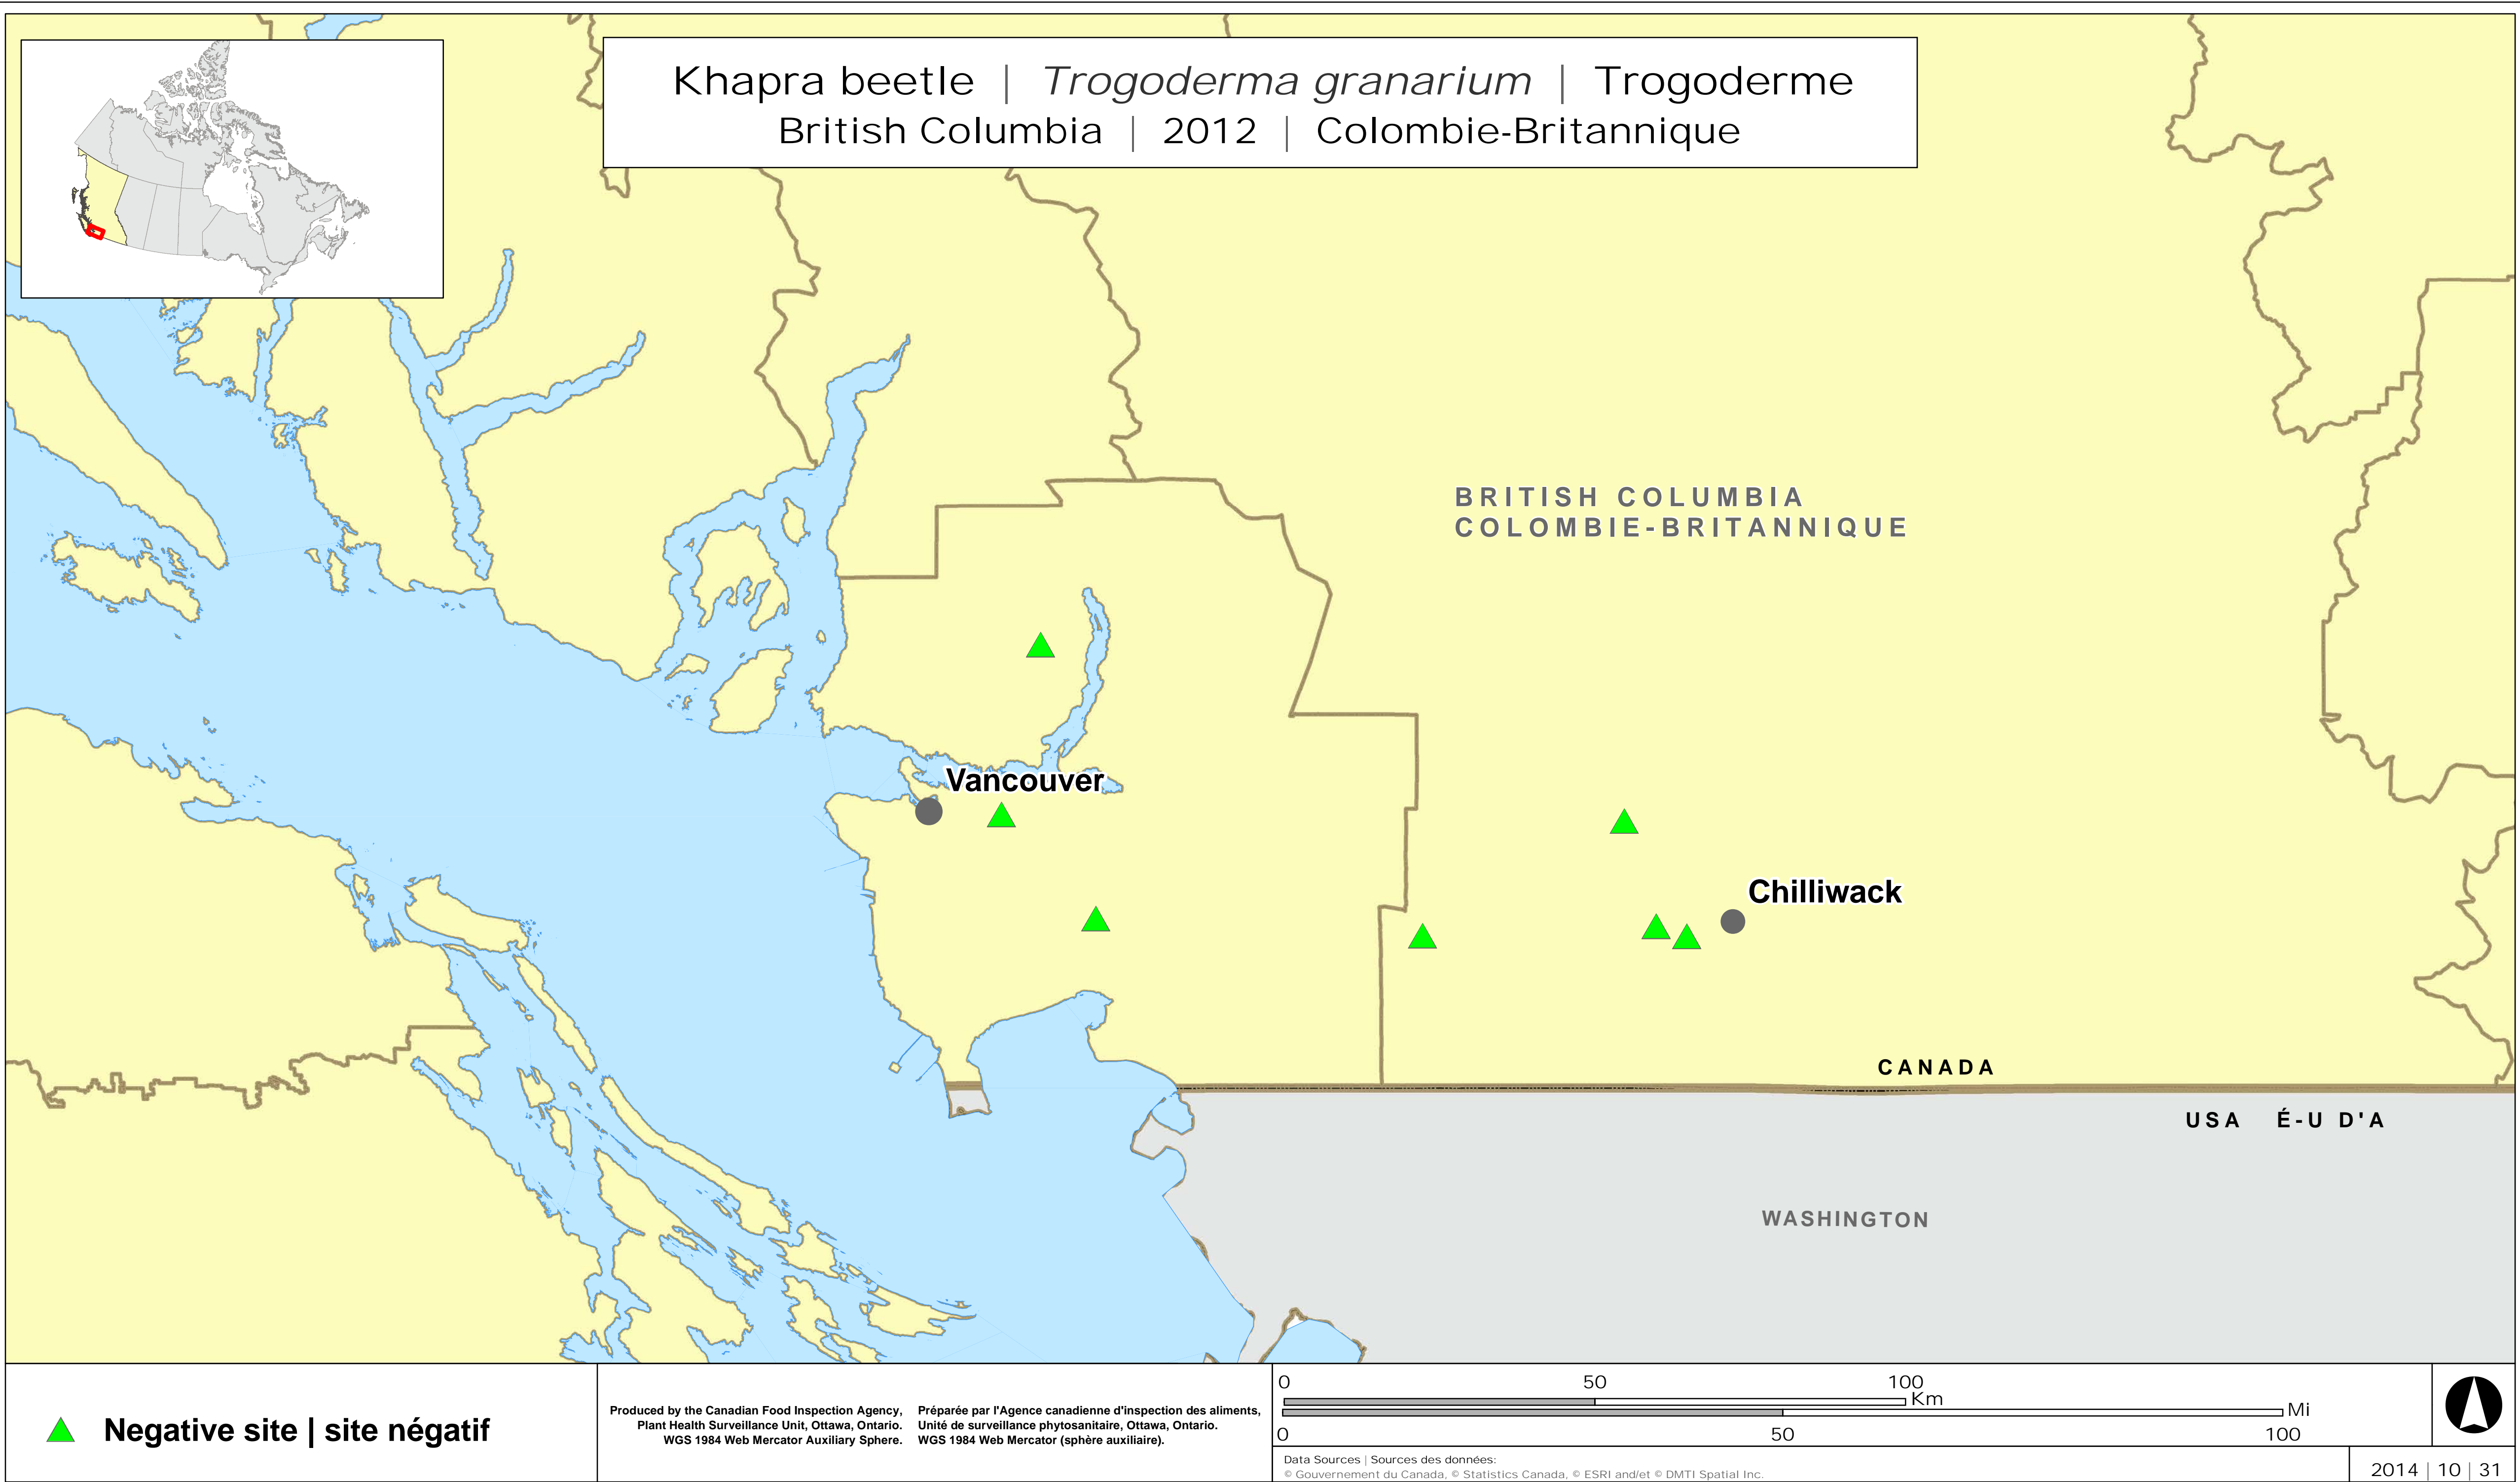 Khapra beetle | Trogoderma granarium | Trogoderme
British Columbia | 2012 | Colombie-Britannique
BRITISH COLUMBIA
COLOMBIE-BRITANNIQUE
Vancouver
Chilliwack
CANADA
USA É-U D'A
WASHINGTON
Negative site | site négatif
Produced by the Canadian Food Inspection Agency,
Plant Health Surveillance Unit, Ottawa, Ontario.
WGS 1984 Web Mercator Auxiliary Sphere.
Préparée par l'Agence canadienne d'inspection des aliments,
Unité de surveillance phytosanitaire, Ottawa, Ontario.
WGS 1984 Web Mercator (sphère auxiliaire).
0 50 100
Km
Mi
0 50 100
Data Sources | Sources des données:
© Gouvernement du Canada, © Statistics Canada, © ESRI and/et © DMTI Spatial Inc.
2014 | 10 | 31